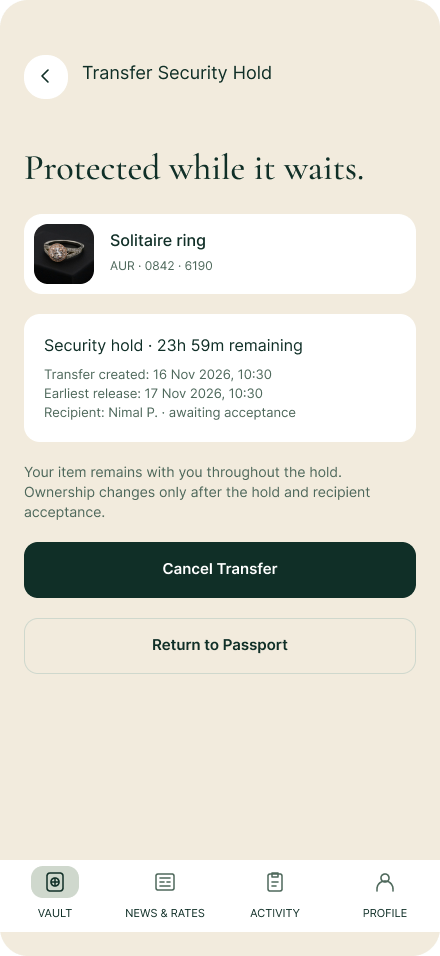 Transfer Security Hold
Protected while it waits.
Solitaire ring
AUR · 0842 · 6190
Security hold · 23h 59m remaining
Transfer created: 16 Nov 2026, 10:30
Earliest release: 17 Nov 2026, 10:30
Recipient: Nimal P. · awaiting acceptance
Your item remains with you throughout the hold.
Ownership changes only after the hold and recipient
acceptance.
Cancel Transfer
Return to Passport
VAULT
NEWS & RATES
ACTIVITY
PROFILE